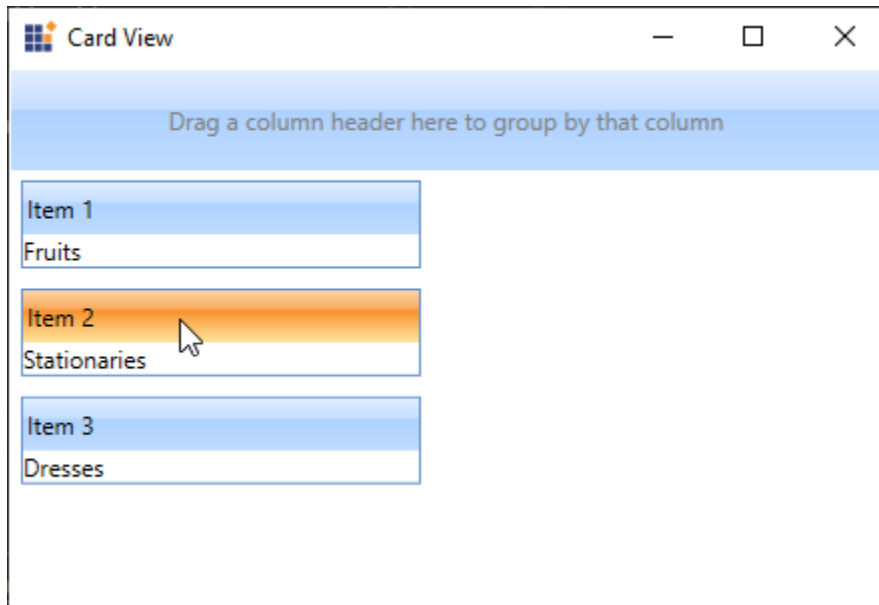 Card View
Drag a column header here to group by that column
Item 1
Fruits
Item 2
Stationaries
Item 3
Dresses